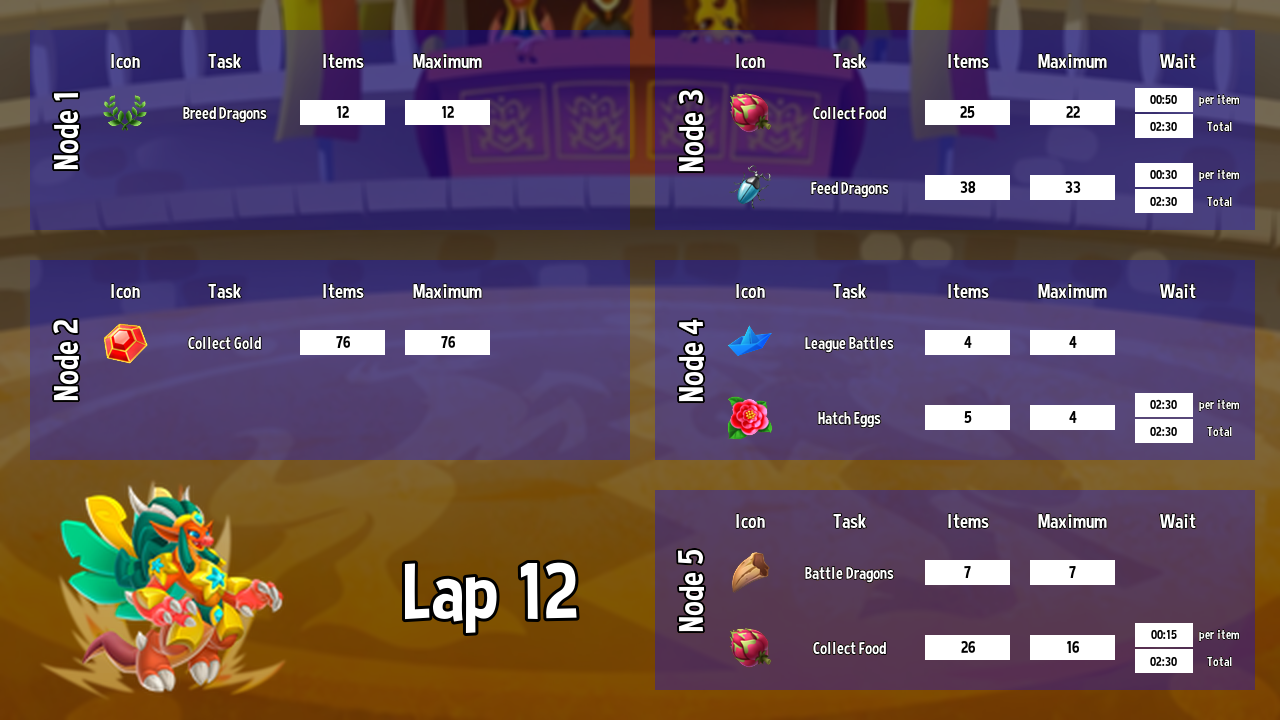 Node 1
Icon Task Items Maximum
Breed Dragons 12 12
Node 2
Icon Task Items Maximum
Collect Gold 76 76
Lap 12
Node 3
Icon Task Items Maximum Wait
Collect Food 25 22 00:50 per item
02:30 Total
Feed Dragons 38 33 00:30 per item
02:30 Total
Node 4
Icon Task Items Maximum Wait
League Battles 4 4
Hatch Eggs 5 4 02:30 per item
02:30 Total
Node 5
Icon Task Items Maximum Wait
Battle Dragons 7 7
Collect Food 26 16 00:15 per item
02:30 Total